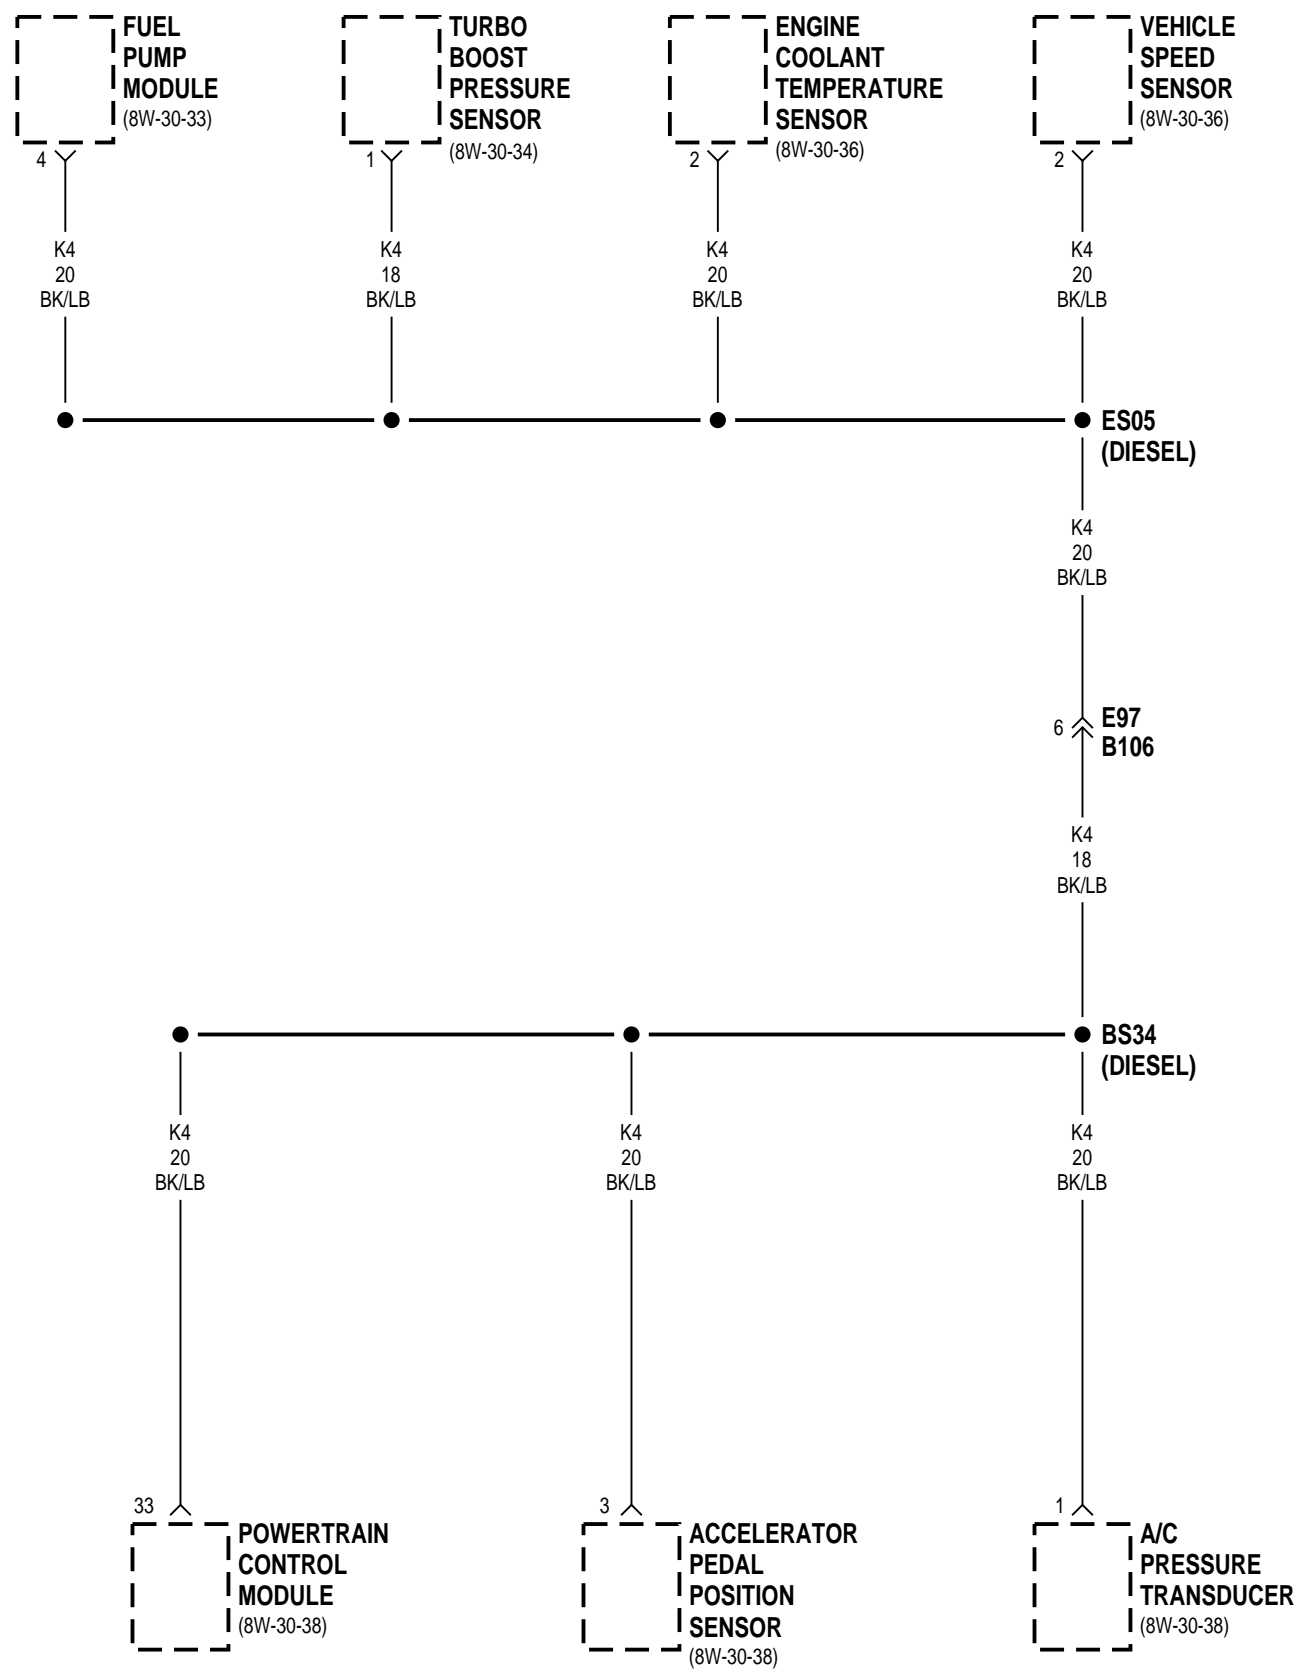 FUEL
PUMP
MODULE
(8W-30-33)
TURBO
BOOST
PRESSURE
SENSOR
(8W-30-34)
ENGINE
COOLANT
TEMPERATURE
SENSOR
(8W-30-36)
VEHICLE
SPEED
SENSOR
(8W-30-36)
4
1
2
2
K4
20
BK/LB
K4
18
BK/LB
K4
20
BK/LB
K4
20
BK/LB
ES05
(DIESEL)
K4
20
BK/LB
6
E97
B106
K4
18
BK/LB
BS34
(DIESEL)
K4
20
BK/LB
K4
20
BK/LB
K4
20
BK/LB
33
3
1
POWERTRAIN
CONTROL
MODULE
(8W-30-38)
ACCELERATOR
PEDAL
POSITION
SENSOR
(8W-30-38)
A/C
PRESSURE
TRANSDUCER
(8W-30-38)